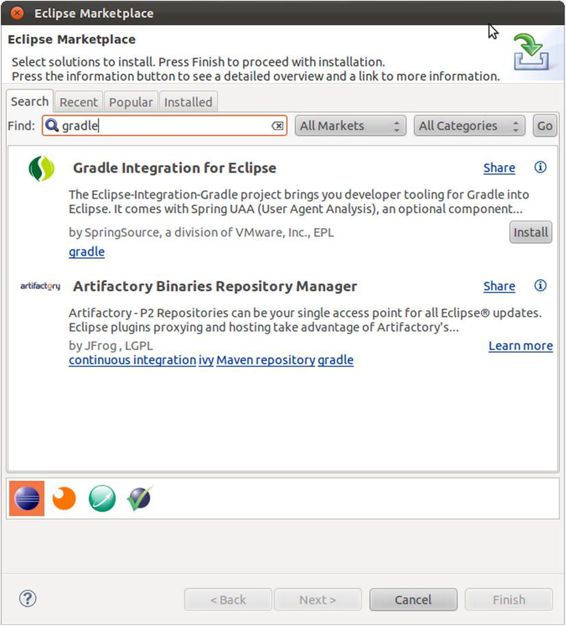 Eclipse Marketplace
Eclipse Marketplace
Select solutions to install. Press Finish to proceed with installation.
Press the information button to see a detailed overview and a link to more information.
Search Recent Popular Installed
Find: gradle All Markets All Categories Go
Gradle Integration for Eclipse Share
The Eclipse-Integration-Gradle project brings you developer tooling for Gradle into
Eclipse. It comes with Spring UAA (User Agent Analysis), an optional component...
by SpringSource, a division of VMware, Inc., EPL Install
gradle
artifactory Artifactory Binaries Repository Manager Share
Artifactory - P2 Repositories can be your single access point for all Eclipse® updates.
Eclipse plugins proxying and hosting take advantage of Artifactory's...
by JFrog , LGPL Learn more
continuous integration ivy Maven repository gradle
? < Back Next > Cancel Finish